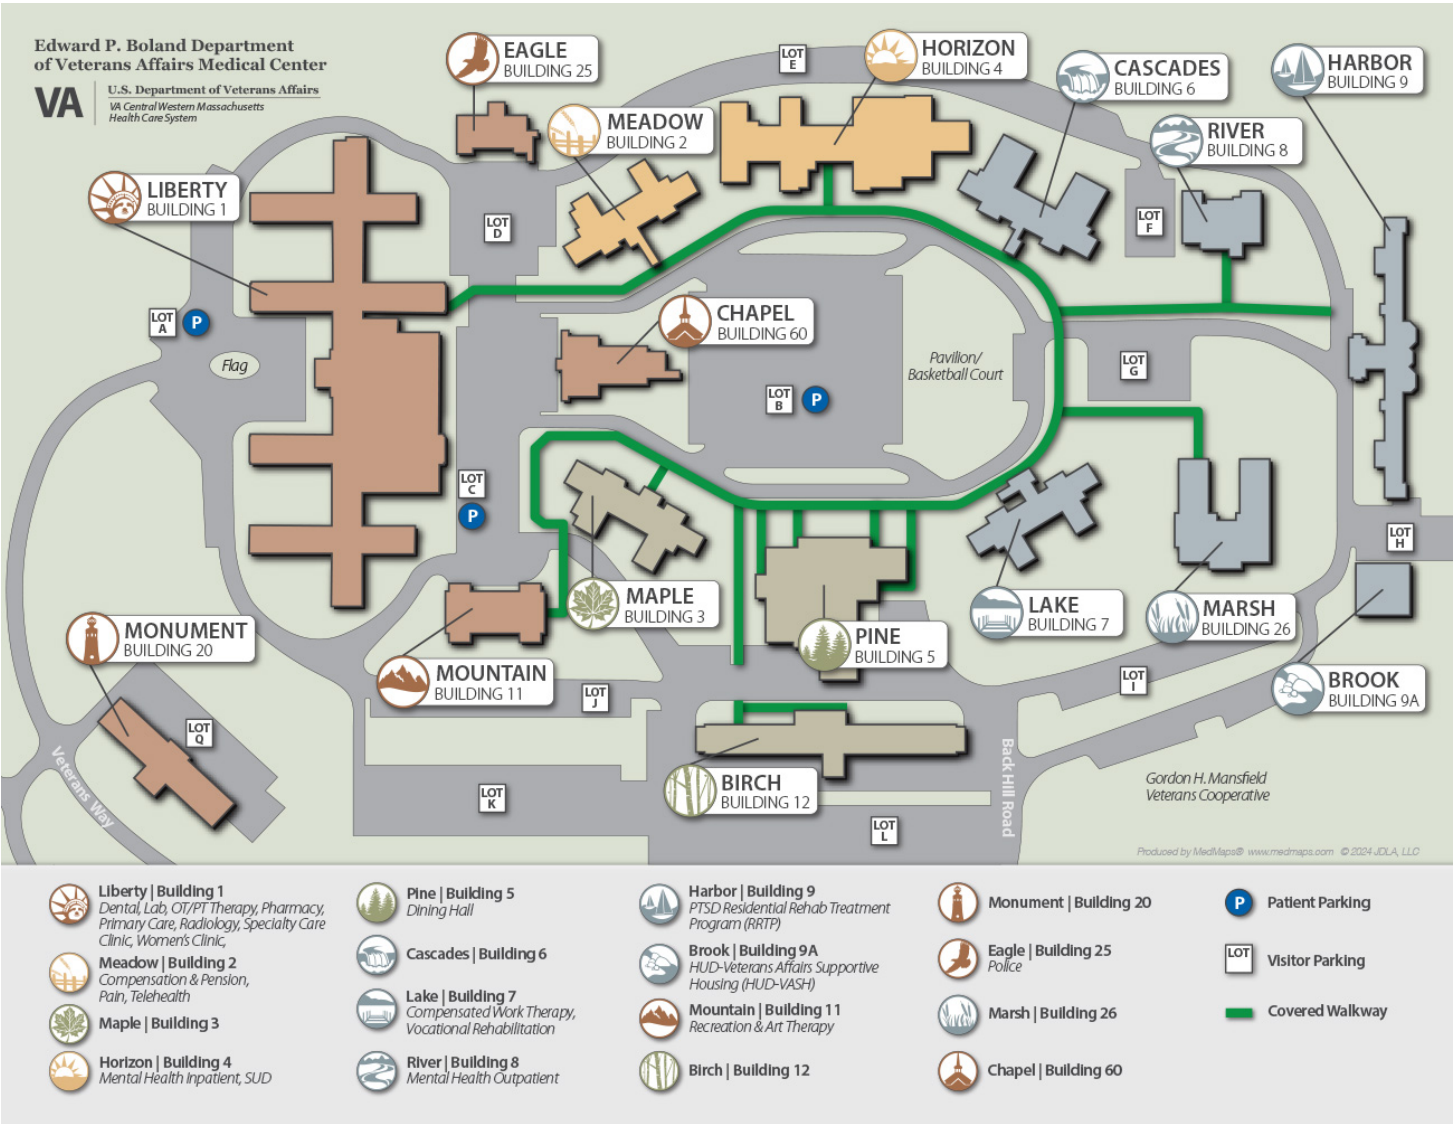 Edward P. Boland Department
of Veterans Affairs Medical Center
VA
U.S. Department of Veterans Affairs
VA Central Western Massachusetts
Health Care System
EAGLE
BUILDING 25
LOT
E
HORIZON
BUILDING 4
CASCADES
BUILDING 6
HARBOR
BUILDING 9
MEADOW
BUILDING 2
RIVER
BUILDING 8
LIBERTY
BUILDING 1
LOT
D
LOT
F
LOT
A
P
Flag
CHAPEL
BUILDING 60
LOT
B
P
Pavilion/
Basketball Court
LOT
G
LOT
C
P
LOT
H
MAPLE
BUILDING 3
LAKE
BUILDING 7
MARSH
BUILDING 26
MONUMENT
BUILDING 20
PINE
BUILDING 5
MOUNTAIN
BUILDING 11
LOT
J
LOT
I
BROOK
BUILDING 9A
LOT
Q
Veterans Way
BIRCH
BUILDING 12
Back Hill Road
LOT
K
LOT
L
Gordon H. Mansfield
Veterans Cooperative
Produced by MedMaps® www.medmaps.com © 2024 JDLA, LLC
Liberty | Building 1
Dental, Lab, OT/PT Therapy, Pharmacy,
Primary Care, Radiology, Specialty Care
Clinic, Women's Clinic,
Meadow | Building 2
Compensation & Pension,
Pain, Telehealth
Maple | Building 3
Horizon | Building 4
Mental Health Inpatient, SUD
Pine | Building 5
Dining Hall
Cascades | Building 6
Lake | Building 7
Compensated Work Therapy,
Vocational Rehabilitation
River | Building 8
Mental Health Outpatient
Harbor | Building 9
PTSD Residential Rehab Treatment
Program (RRTP)
Brook | Building 9A
HUD-Veterans Affairs Supportive
Housing (HUD-VASH)
Mountain | Building 11
Recreation & Art Therapy
Birch | Building 12
Monument | Building 20
Eagle | Building 25
Police
Marsh | Building 26
Chapel | Building 60
P
Patient Parking
LOT
Visitor Parking
Covered Walkway